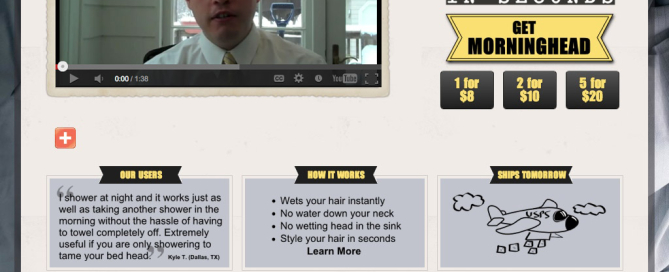 IN SECONDS
GET
MORNINGHEAD
0:00 / 1:38
CC
YouTube
1 for
$8
2 for
$10
5 for
$20
OUR USERS
HOW IT WORKS
SHIPS TOMORROW
“I shower at night and it works just as
well as taking another shower in the
morning without the hassle of having
to towel completely off. Extremely
useful if you are only showering to
tame your bed head.” Kyle T. (Dallas, TX)
• Wets your hair instantly
• No water down your neck
• No wetting head in the sink
• Style your hair in seconds
Learn More
USPS